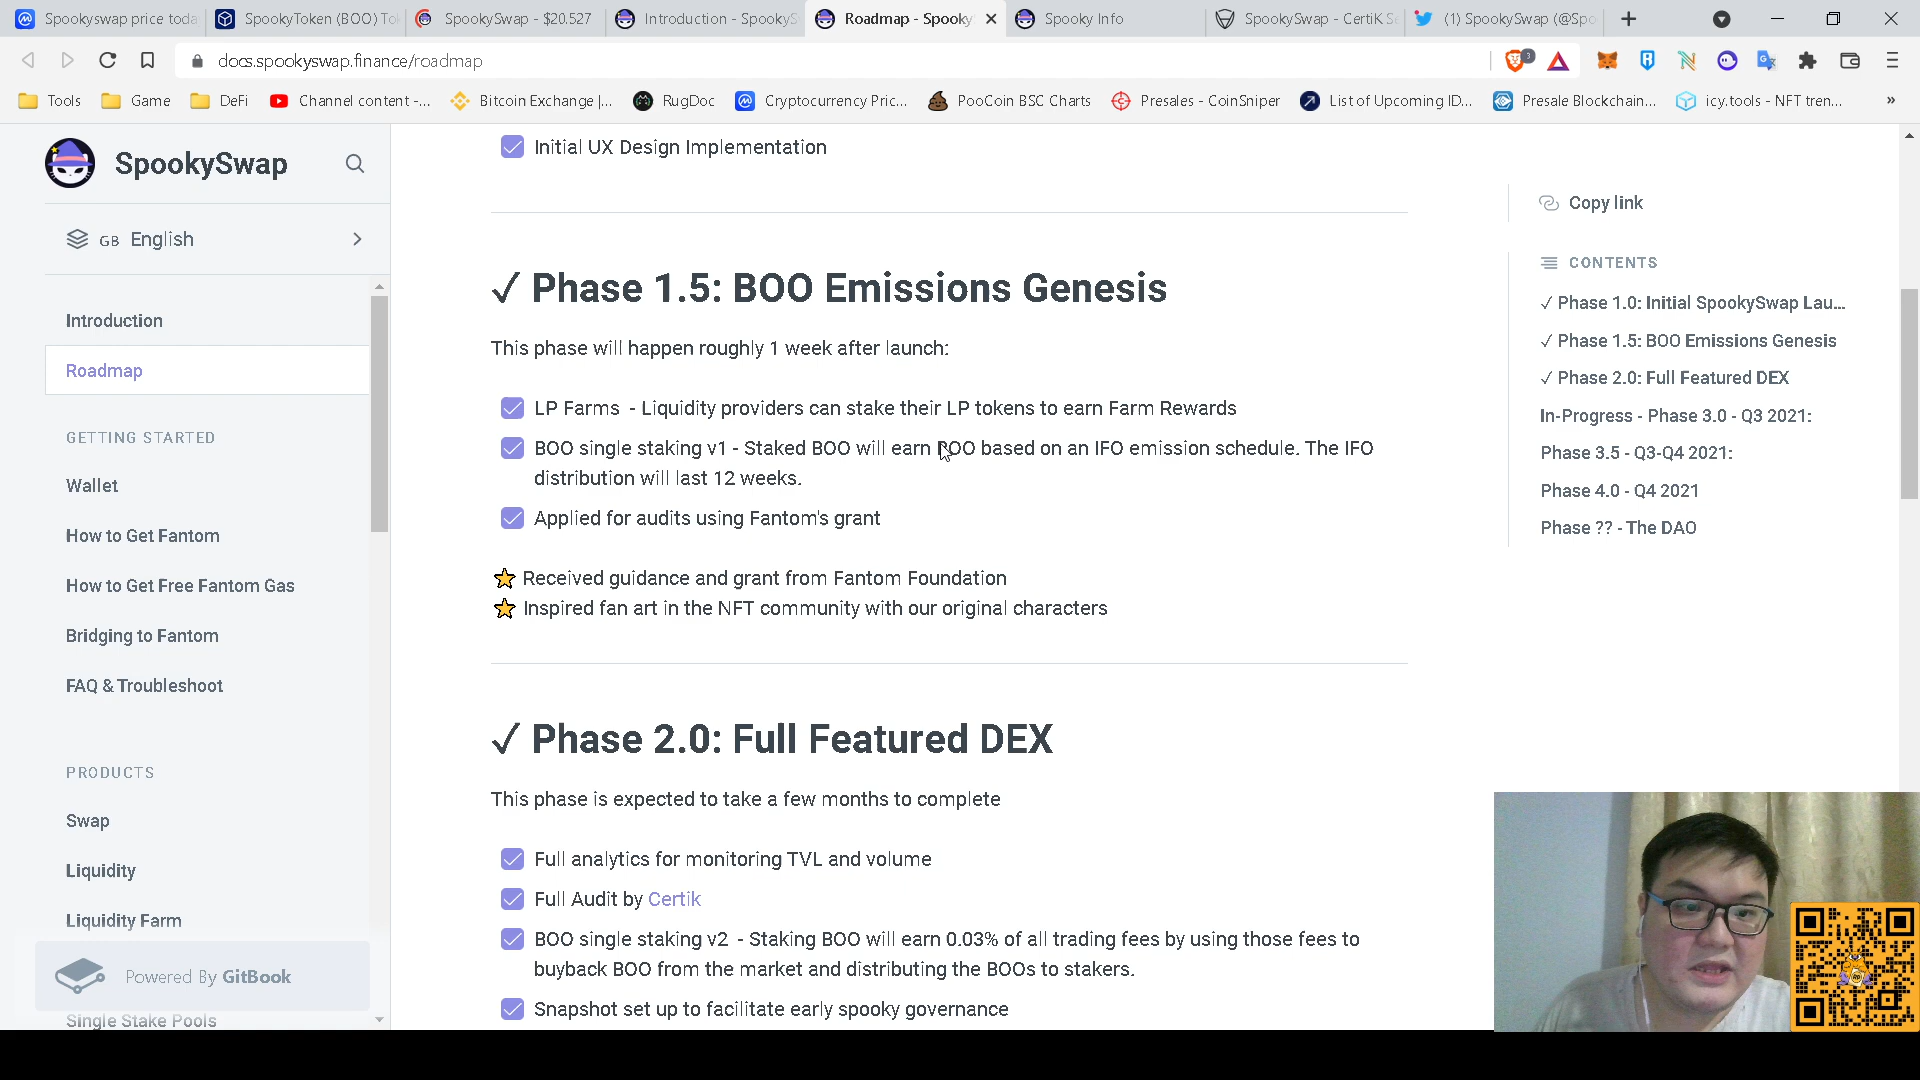 Spookyswap price toda
SpookyToken (BOO) To
SpookySwap - $20.527
Introduction - SpookyS
Roadmap - Spooky
Spooky Info
SpookySwap - CertiK S
(1) SpookySwap (@Spo
docs.spookyswap.finance/roadmap
3
Tools
Game
DeFi
Channel content -...
Bitcoin Exchange |...
RugDoc
Cryptocurrency Pric...
PooCoin BSC Charts
Presales - CoinSniper
List of Upcoming ID...
Presale Blockchain...
icy.tools - NFT tren...
»
SpookySwap
GB English
Introduction
Roadmap
GETTING STARTED
Wallet
How to Get Fantom
How to Get Free Fantom Gas
Bridging to Fantom
FAQ & Troubleshoot
PRODUCTS
Swap
Liquidity
Liquidity Farm
Powered By GitBook
Single Stake Pools
Initial UX Design Implementation
✓ Phase 1.5: BOO Emissions Genesis
This phase will happen roughly 1 week after launch:
LP Farms - Liquidity providers can stake their LP tokens to earn Farm Rewards
BOO single staking v1 - Staked BOO will earn BOO based on an IFO emission schedule. The IFO
distribution will last 12 weeks.
Applied for audits using Fantom's grant
⭐ Received guidance and grant from Fantom Foundation
⭐ Inspired fan art in the NFT community with our original characters
✓ Phase 2.0: Full Featured DEX
This phase is expected to take a few months to complete
Full analytics for monitoring TVL and volume
Full Audit by Certik
BOO single staking v2 - Staking BOO will earn 0.03% of all trading fees by using those fees to
buyback BOO from the market and distributing the BOOs to stakers.
Snapshot set up to facilitate early spooky governance
Copy link
CONTENTS
✓ Phase 1.0: Initial SpookySwap Lau...
✓ Phase 1.5: BOO Emissions Genesis
✓ Phase 2.0: Full Featured DEX
In-Progress - Phase 3.0 - Q3 2021:
Phase 3.5 - Q3-Q4 2021:
Phase 4.0 - Q4 2021
Phase ?? - The DAO